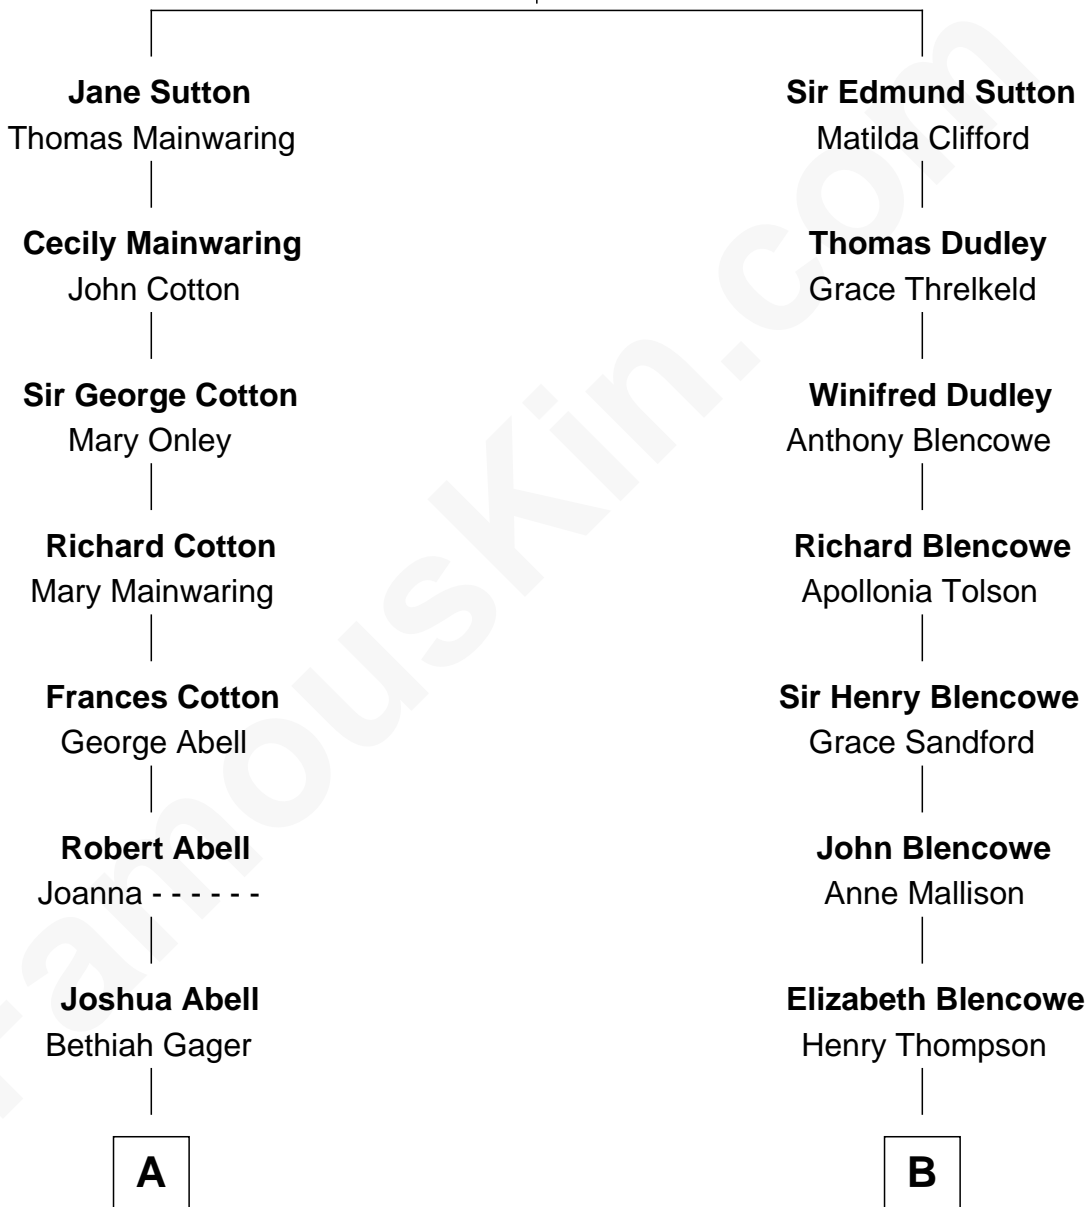 Jane Sutton
Thomas Mainwaring
Cecily Mainwaring
John Cotton
Sir George Cotton
Mary Onley
Richard Cotton
Mary Mainwaring
Frances Cotton
George Abell
Robert Abell
Joanna - - - - - -
Joshua Abell
Bethiah Gager
A
Sir Edmund Sutton
Matilda Clifford
Thomas Dudley
Grace Threlkeld
Winifred Dudley
Anthony Blencowe
Richard Blencowe
Apollonia Tolson
Sir Henry Blencowe
Grace Sandford
John Blencowe
Anne Mallison
Elizabeth Blencowe
Henry Thompson
B
FamousKin.com